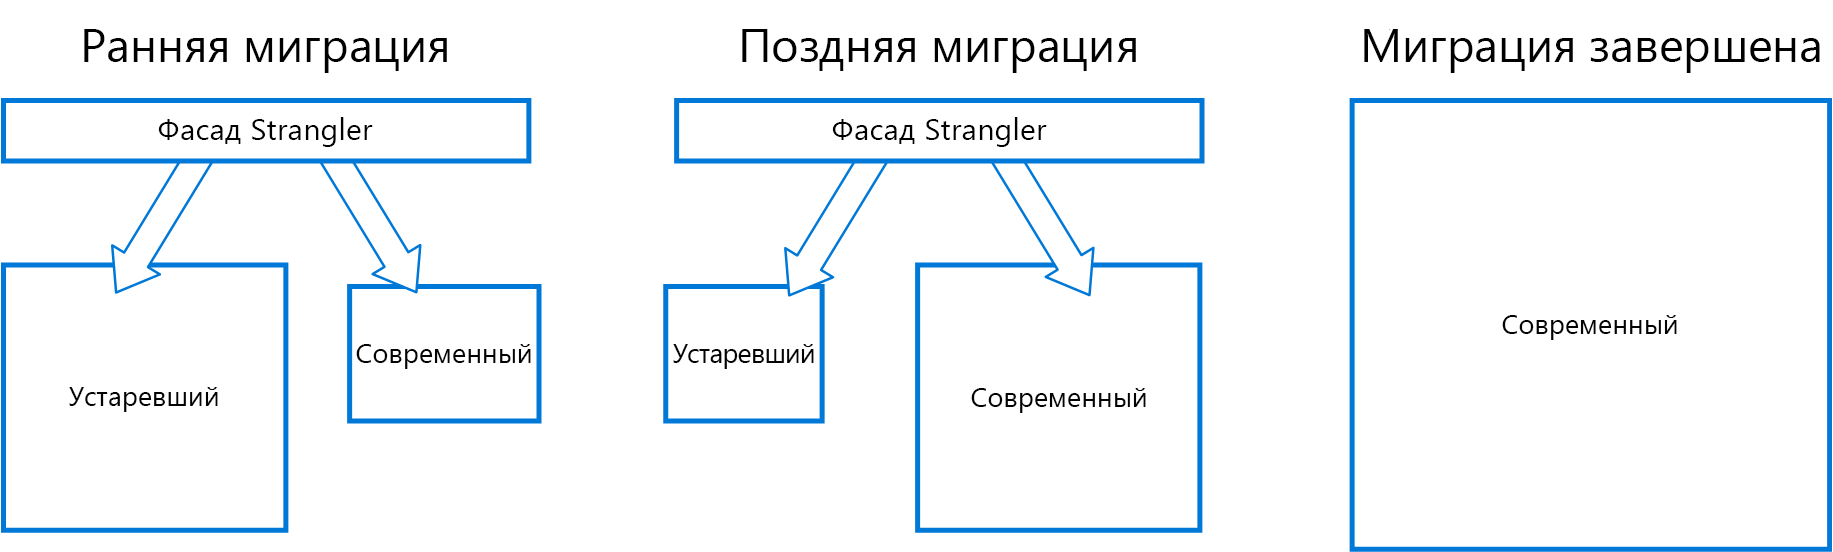 Ранняя миграция
Поздняя миграция
Миграция завершена
Фасад Strangler
Фасад Strangler
Устаревший
Современный
Устаревший
Современный
Современный